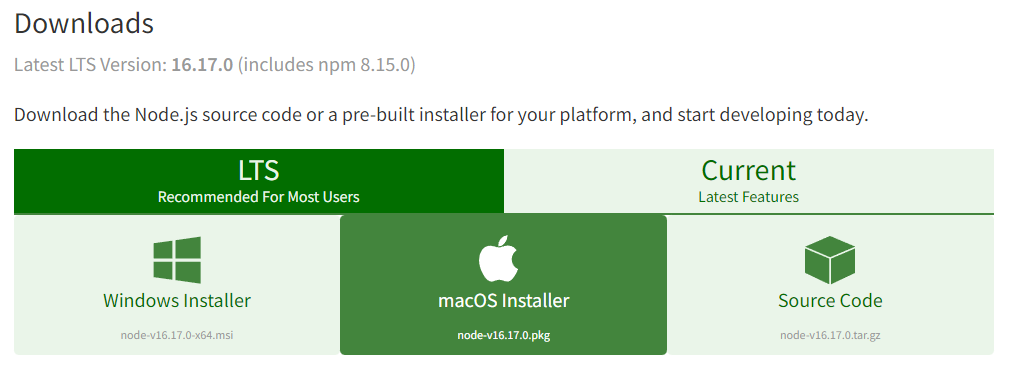 Downloads
Latest LTS Version: 16.17.0 (includes npm 8.15.0)
Download the Node.js source code or a pre-built installer for your platform, and start developing today.
LTS
Recommended For Most Users
Current
Latest Features
Windows Installer
node-v16.17.0-x64.msi
macOS Installer
node-v16.17.0.pkg
Source Code
node-v16.17.0.tar.gz